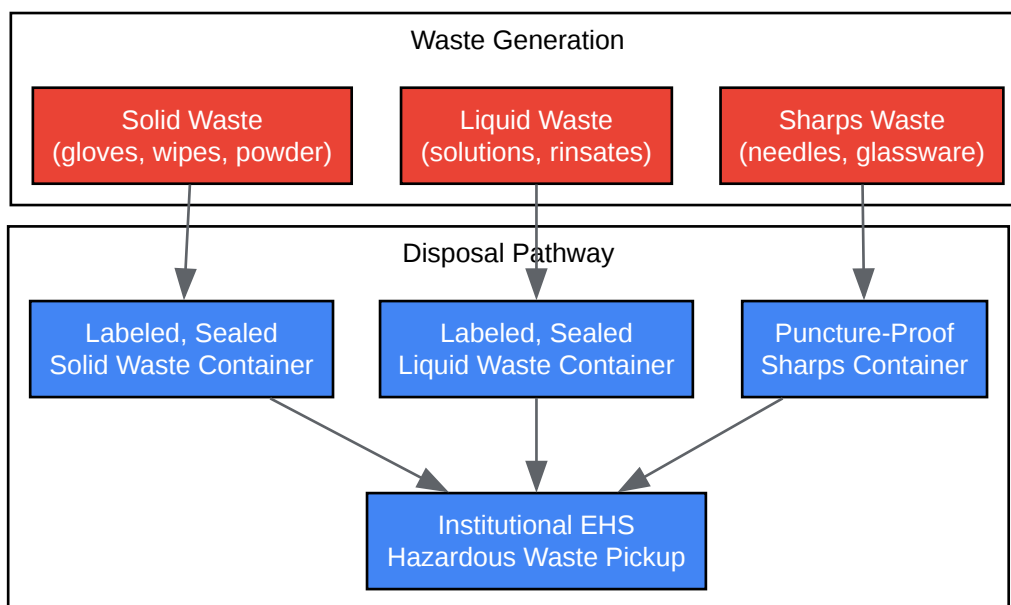 Waste Generation
Solid Waste
(gloves, wipes, powder)
Liquid Waste
(solutions, rinsates)
Sharps Waste
(needles, glassware)
Disposal Pathway
Labeled, Sealed
Solid Waste Container
Labeled, Sealed
Liquid Waste Container
Puncture-Proof
Sharps Container
Institutional EHS
Hazardous Waste Pickup